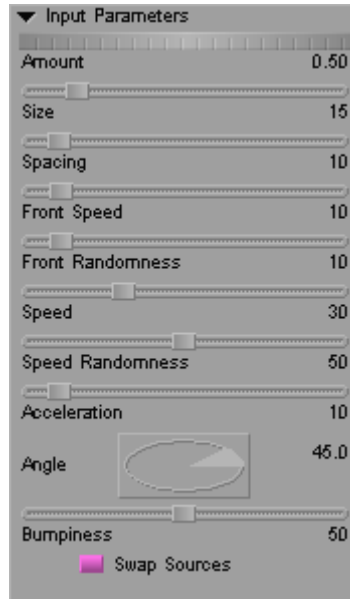 Input Parameters
Amount 0.50
Size 15
Spacing 10
Front Speed 10
Front Randomness 10
Speed 30
Speed Randomness 50
Acceleration 10
Angle 45.0
Bumpiness 50
Swap Sources